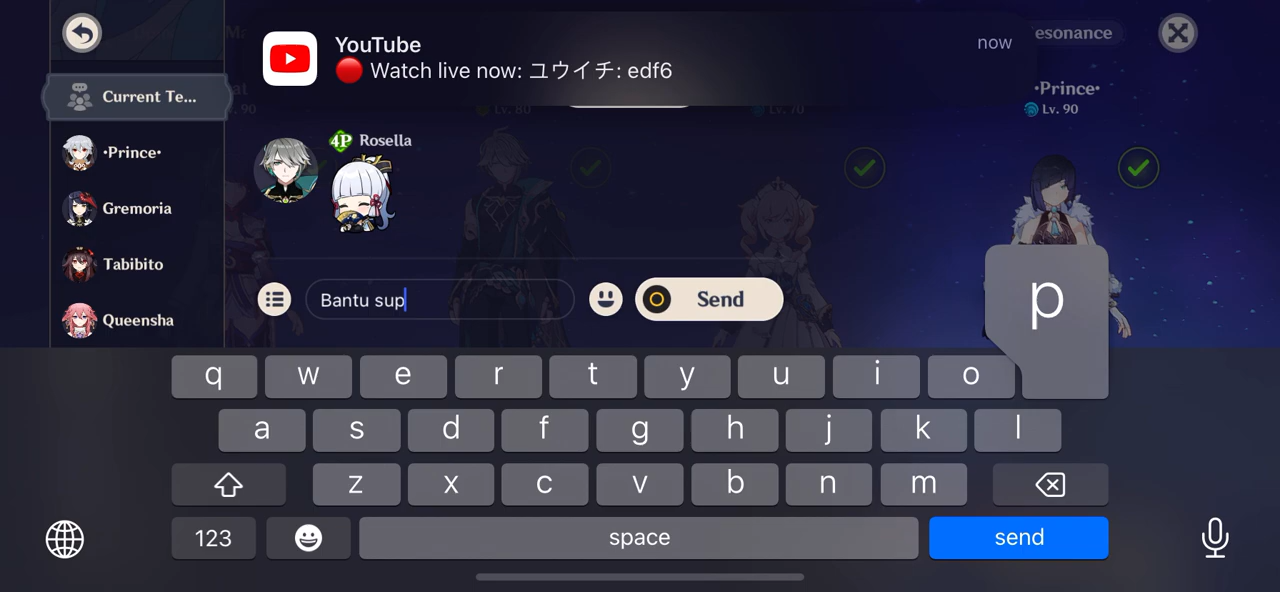 YouTube
now
🔴 Watch live now: ユウイチ: edf6
esonance
Current Te...
•Prince•
Lv. 90
. 90
Lv. 80
Lv. 70
•Prince•
4P Rosella
Gremoria
Tabibito
Queensha
Bantu sup
Send
p
q w e r t y u i o
a s d f g h j k l
z x c v b n m
123
space
send